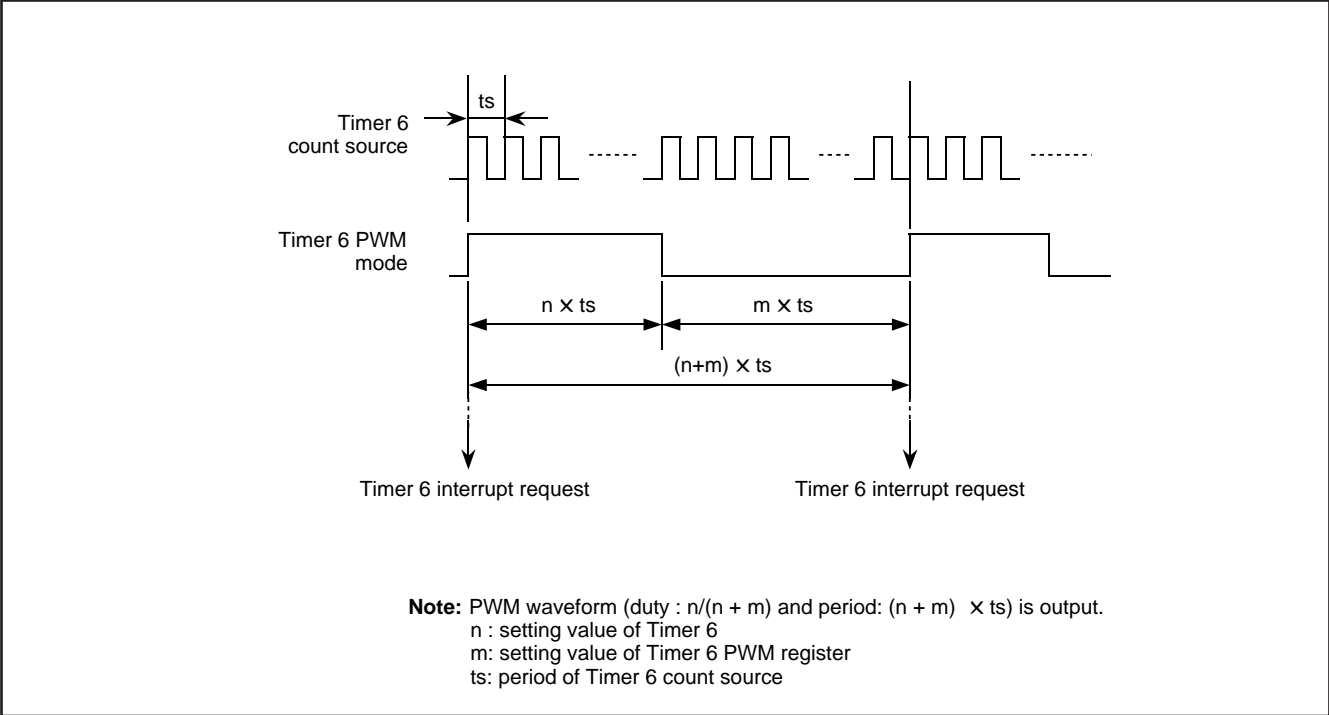 ts
Timer 6
count source
Timer 6 PWM
mode
n × ts
m × ts
(n+m) × ts
Timer 6 interrupt request
Timer 6 interrupt request
Note: PWM waveform (duty : n/(n + m) and period: (n + m) × ts) is output.
n : setting value of Timer 6
m: setting value of Timer 6 PWM register
ts: period of Timer 6 count source